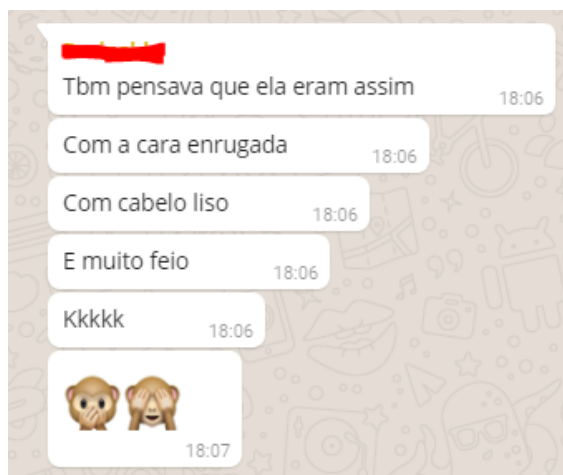 Tbm pensava que ela eram assim
18:06
Com a cara enrugada
18:06
Com cabelo liso
18:06
E muito feio
18:06
Kkkkk
18:06
🙊🙈
18:07